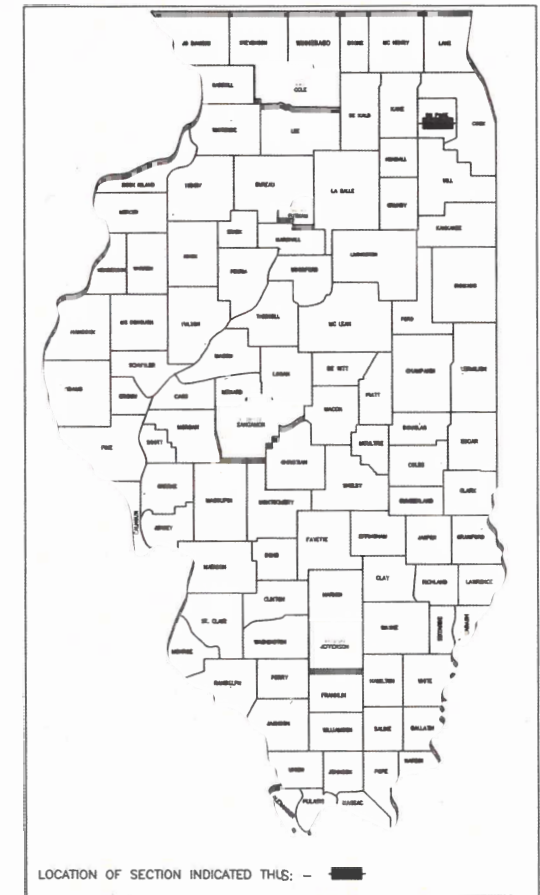 JO DAVIESS STEPHENSON WINNEBAGO BOONE MC HENRY LAKE
CARROLL OGLE
DE KALB KANE DU PAGE COOK
WHITESIDE LEE
KENDALL
ROCK ISLAND HENRY BUREAU LA SALLE GRUNDY WILL
MERCER PUTNAM
STARK MARSHALL KANKAKEE
HENDERSON WARREN KNOX PEORIA WOODFORD LIVINGSTON
IROQUOIS
HANCOCK MC DONOUGH FULTON TAZEWELL MC LEAN FORD
MASON
SCHUYLER LOGAN DE WITT CHAMPAIGN VERMILION
ADAMS BROWN CASS MENARD PIATT
MACON
SANGAMON DOUGLAS
PIKE SCOTT MORGAN CHRISTIAN MOULTRIE EDGAR
COLES
GREENE MACOUPIN MONTGOMERY SHELBY CUMBERLAND CLARK
CALHOUN JERSEY FAYETTE EFFINGHAM JASPER CRAWFORD
BOND
MADISON CLAY RICHLAND LAWRENCE
CLINTON MARION
ST. CLAIR WAYNE EDWARDS WABASH
WASHINGTON JEFFERSON
MONROE
RANDOLPH PERRY HAMILTON WHITE
FRANKLIN
JACKSON WILLIAMSON SALINE GALLATIN
UNION JOHNSON POPE HARDIN
ALEXANDER PULASKI MASSAC
LOCATION OF SECTION INDICATED THUS: –